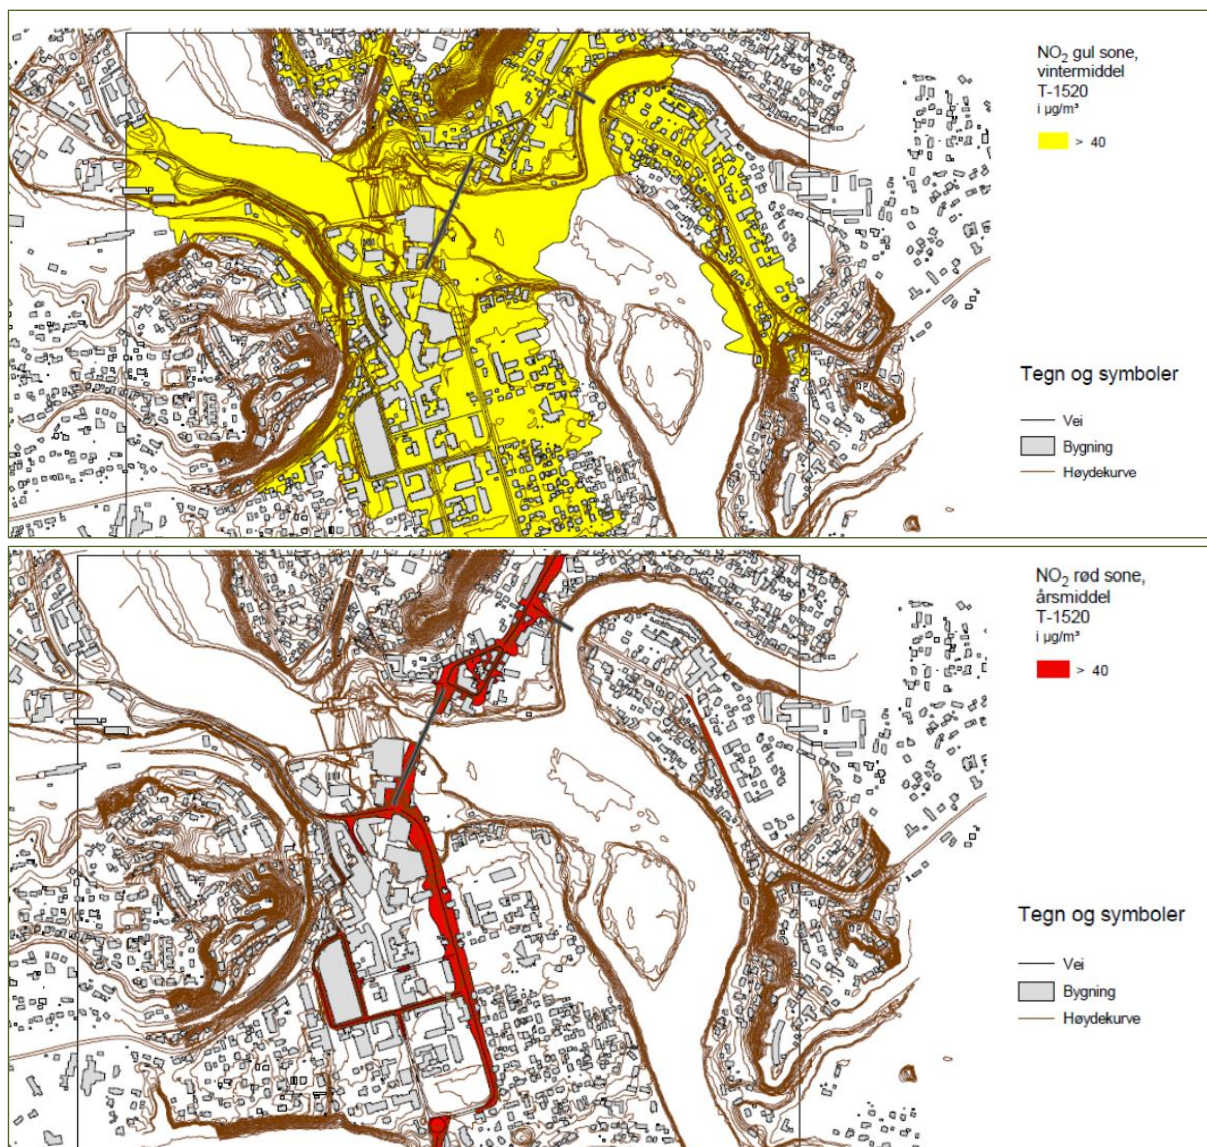 NO₂ gul sone,
vintermiddel
T-1520
i µg/m³
> 40
Tegn og symboler
Vei
Bygning
Høydekurve
NO₂ rød sone,
årsmiddel
T-1520
i µg/m³
> 40
Tegn og symboler
Vei
Bygning
Høydekurve